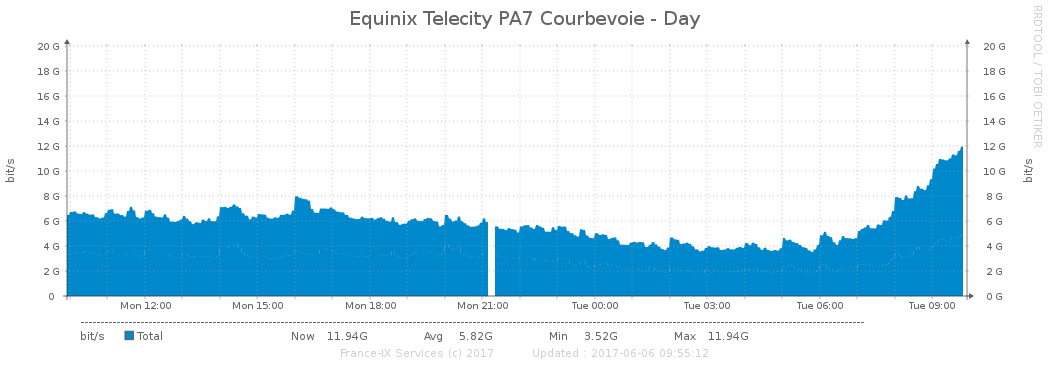 Equinix Telecity PA7 Courbevoie - Day
RRDTOOL / TOBI OETIKER
20 G 20 G
18 G 18 G
16 G 16 G
14 G 14 G
12 G 12 G
10 G 10 G
8 G 8 G
6 G 6 G
4 G 4 G
2 G 2 G
0 0 G
bit/s bit/s
Mon 12:00 Mon 15:00 Mon 18:00 Mon 21:00 Tue 00:00 Tue 03:00 Tue 06:00 Tue 09:00
bit/s Total Now 11.94G Avg 5.82G Min 3.52G Max 11.94G
France-IX Services (c) 2017 Updated : 2017-06-06 09:55:12